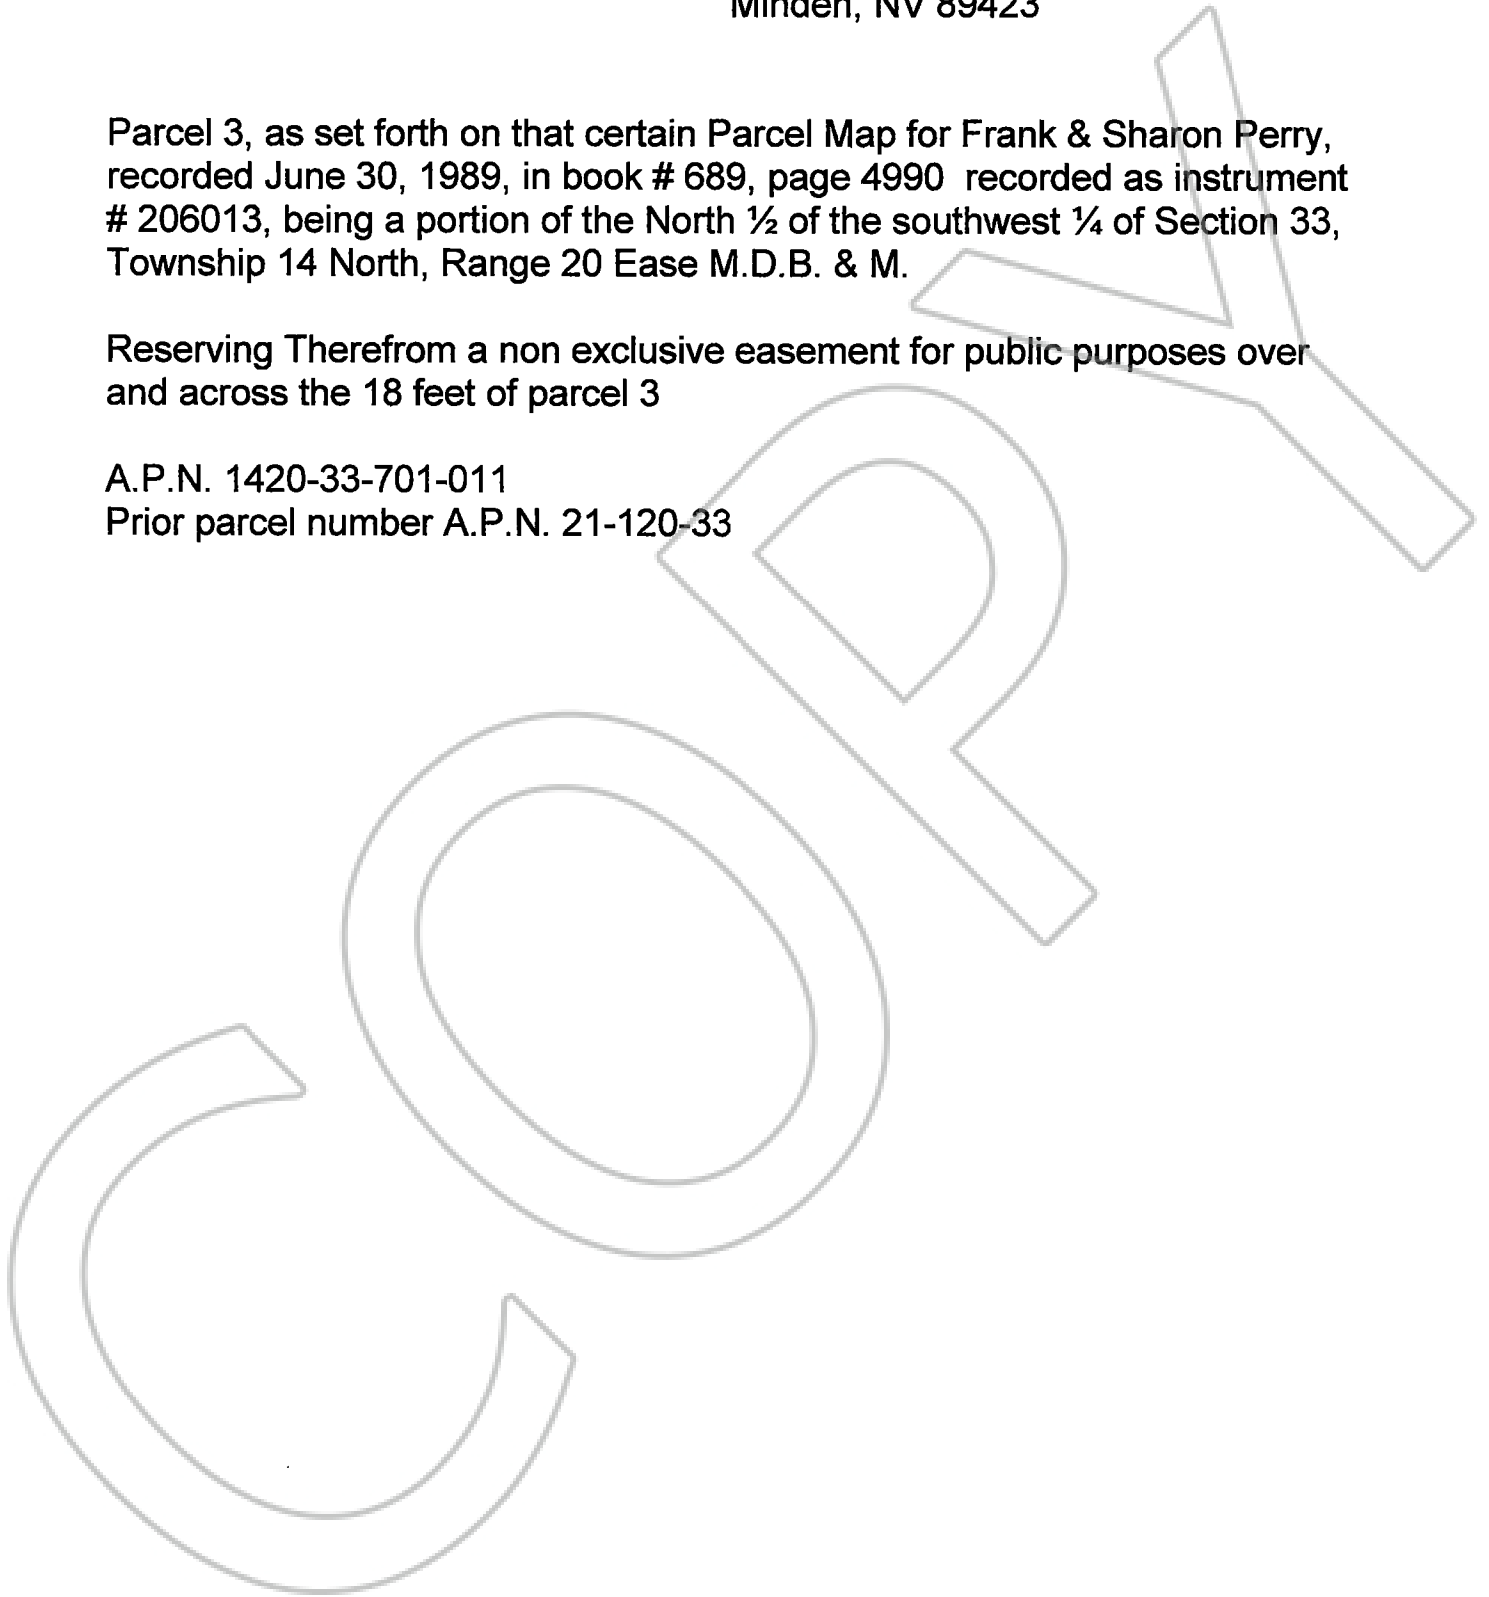 Minden, NV 89423
Parcel 3, as set forth on that certain Parcel Map for Frank & Sharon Perry,
recorded June 30, 1989, in book # 689, page 4990 recorded as instrument
# 206013, being a portion of the North ½ of the southwest ¼ of Section 33,
Township 14 North, Range 20 Ease M.D.B. & M.
Reserving Therefrom a non exclusive easement for public purposes over
and across the 18 feet of parcel 3
A.P.N. 1420-33-701-011
Prior parcel number A.P.N. 21-120-33
COPY